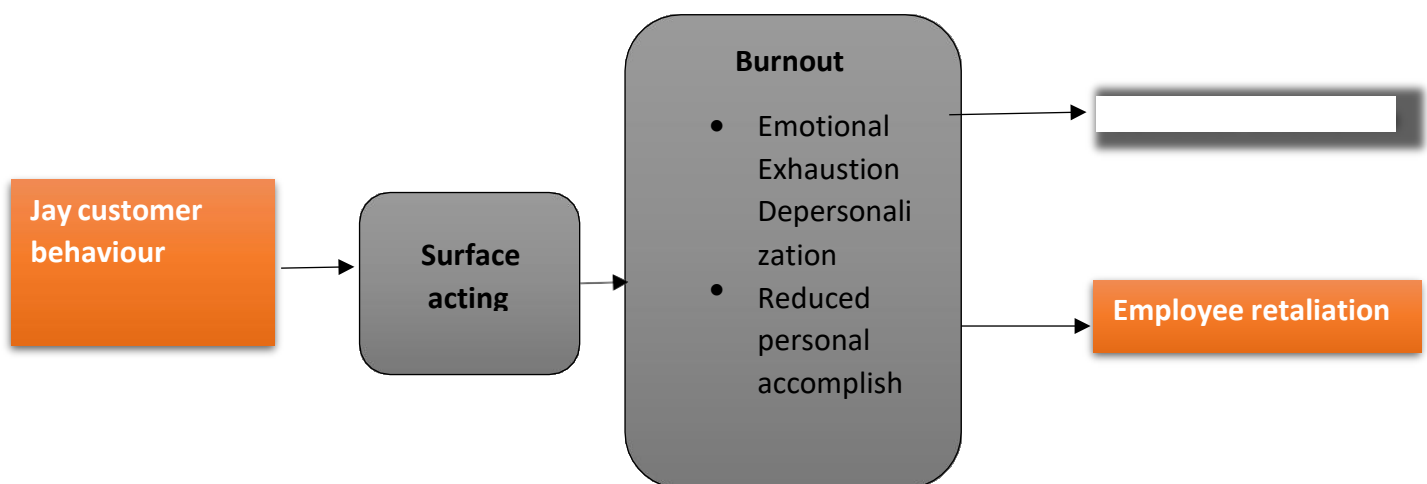 Jay customer
behaviour
Surface
acting
Burnout
• Emotional
Exhaustion
Depersonali
zation
• Reduced
personal
accomplish
Employee retaliation